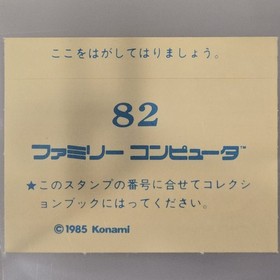 ここをはがしてはりましょう。
82
ファミリー コンピュータ™
★このスタンプの番号に合せてコレクシ
ョンブックにはってください。
©1985 Konami